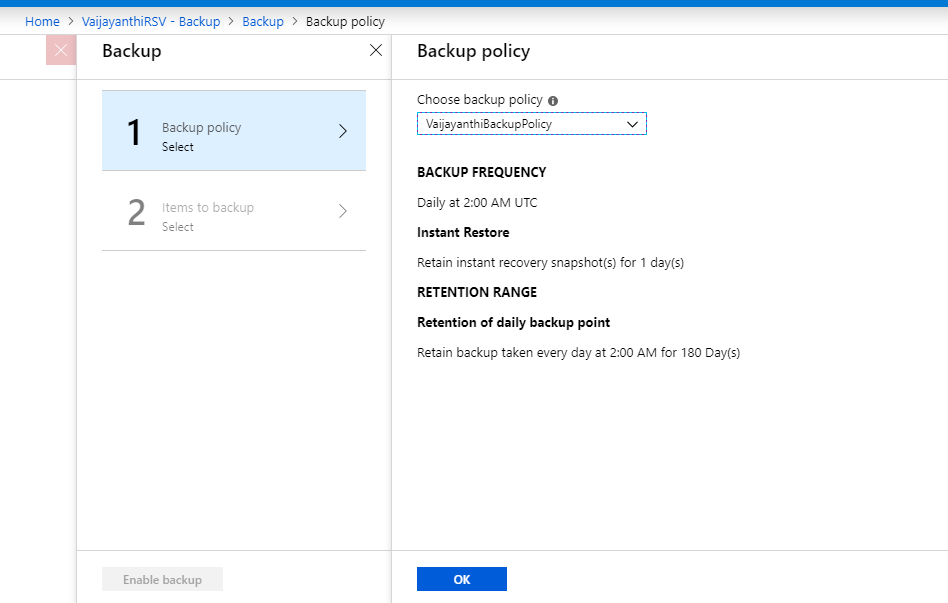 Home > VaijayanthiRSV - Backup > Backup > Backup policy
Backup
1
Backup policy
Select
2
Items to backup
Select
Enable backup
Backup policy
Choose backup policy
VaijayanthiBackupPolicy
BACKUP FREQUENCY
Daily at 2:00 AM UTC
Instant Restore
Retain instant recovery snapshot(s) for 1 day(s)
RETENTION RANGE
Retention of daily backup point
Retain backup taken every day at 2:00 AM for 180 Day(s)
OK